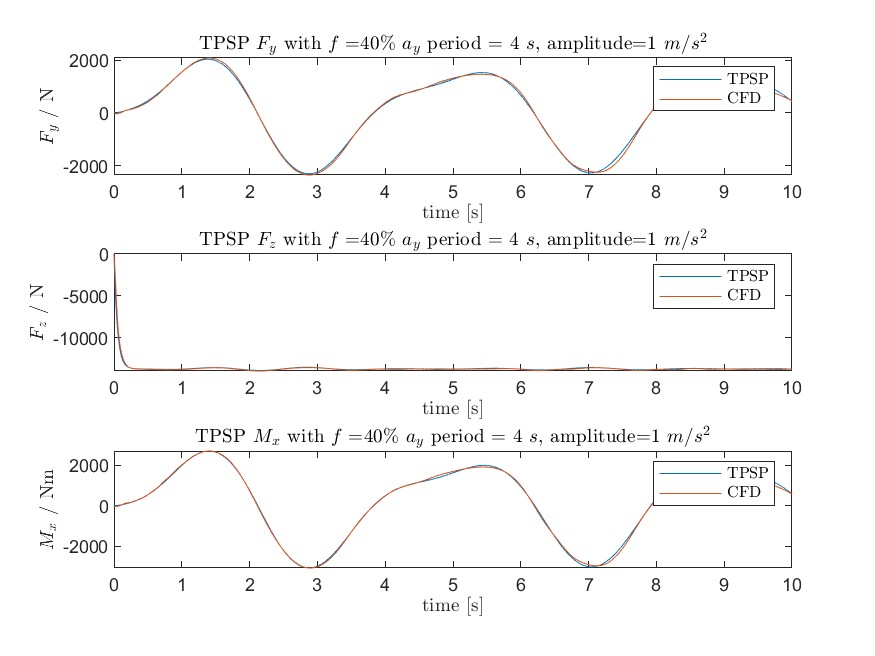 TPSP F_y with f =40% a_y period = 4 s, amplitude=1 m/s²
2000
0
-2000
F_y / N
TPSP
CFD
0 1 2 3 4 5 6 7 8 9 10
time [s]
TPSP F_z with f =40% a_y period = 4 s, amplitude=1 m/s²
0
-5000
-10000
F_z / N
TPSP
CFD
0 1 2 3 4 5 6 7 8 9 10
time [s]
TPSP M_x with f =40% a_y period = 4 s, amplitude=1 m/s²
2000
0
-2000
M_x / Nm
TPSP
CFD
0 1 2 3 4 5 6 7 8 9 10
time [s]